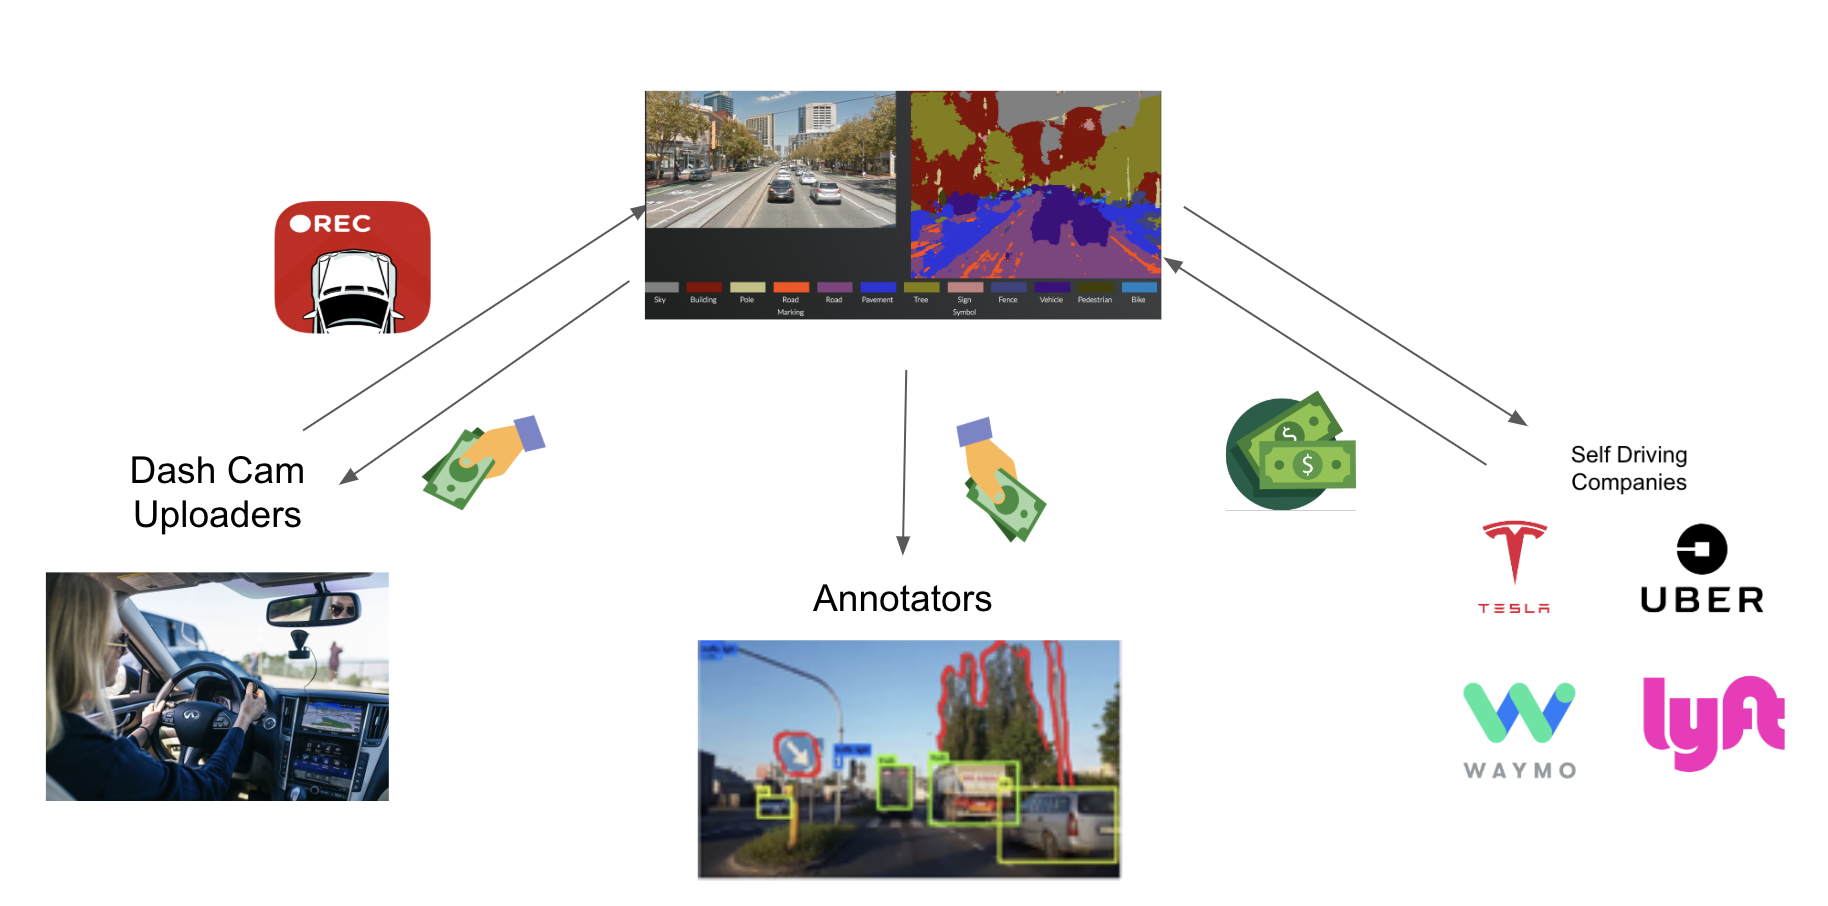 REC
Sky
Building
Pole
Road
Marking
Road
Pavement
Tree
Sign
Symbol
Fence
Vehicle
Pedestrian
Bike
Dash Cam
Uploaders
$
$
Self Driving
Companies
Annotators
TESLA
UBER
WAYMO
lyft